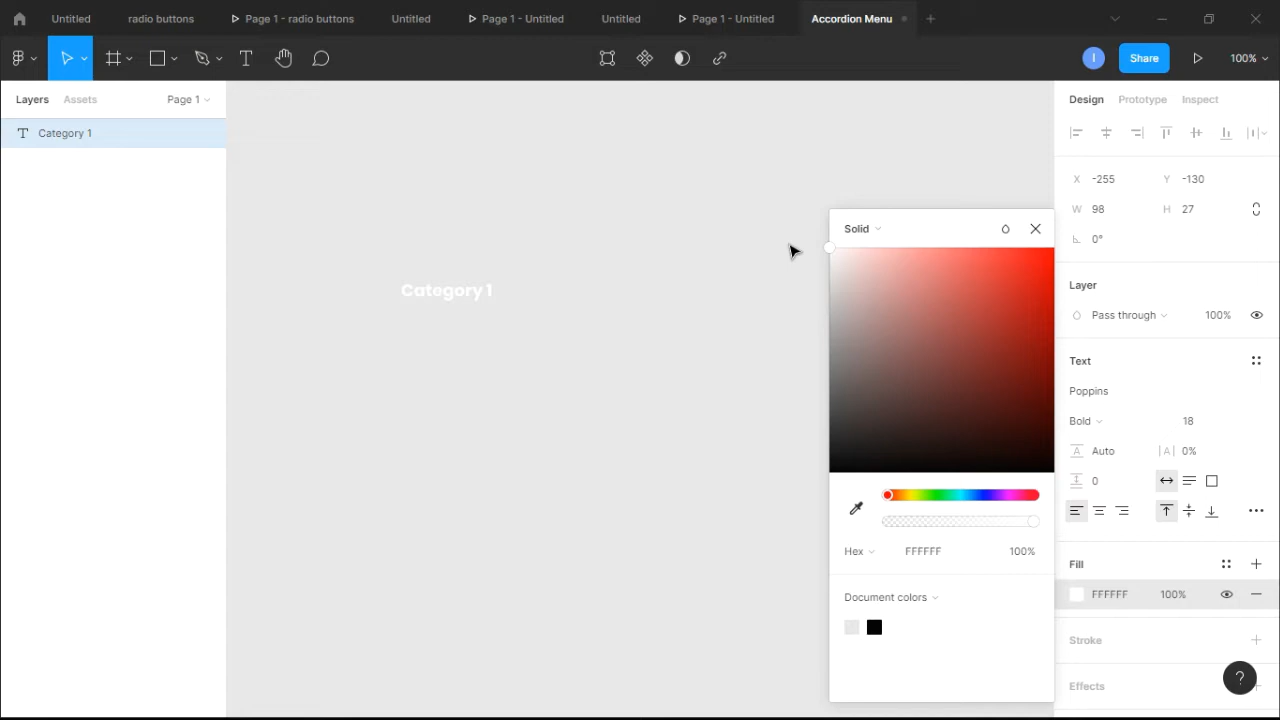 Untitled radio buttons Page 1 - radio buttons Untitled Page 1 - Untitled Untitled Page 1 - Untitled Accordion Menu
I Share 100%
Layers Assets Page 1
Design Prototype Inspect
Category 1
X -255 Y -130
W 98 H 27
0°
Solid
Category 1
Layer
Pass through 100%
Text
Poppins
Bold 18
A Auto |A| 0%
0
Hex FFFFFF 100%
Fill
FFFFFF 100%
Document colors
Stroke
Effects
?